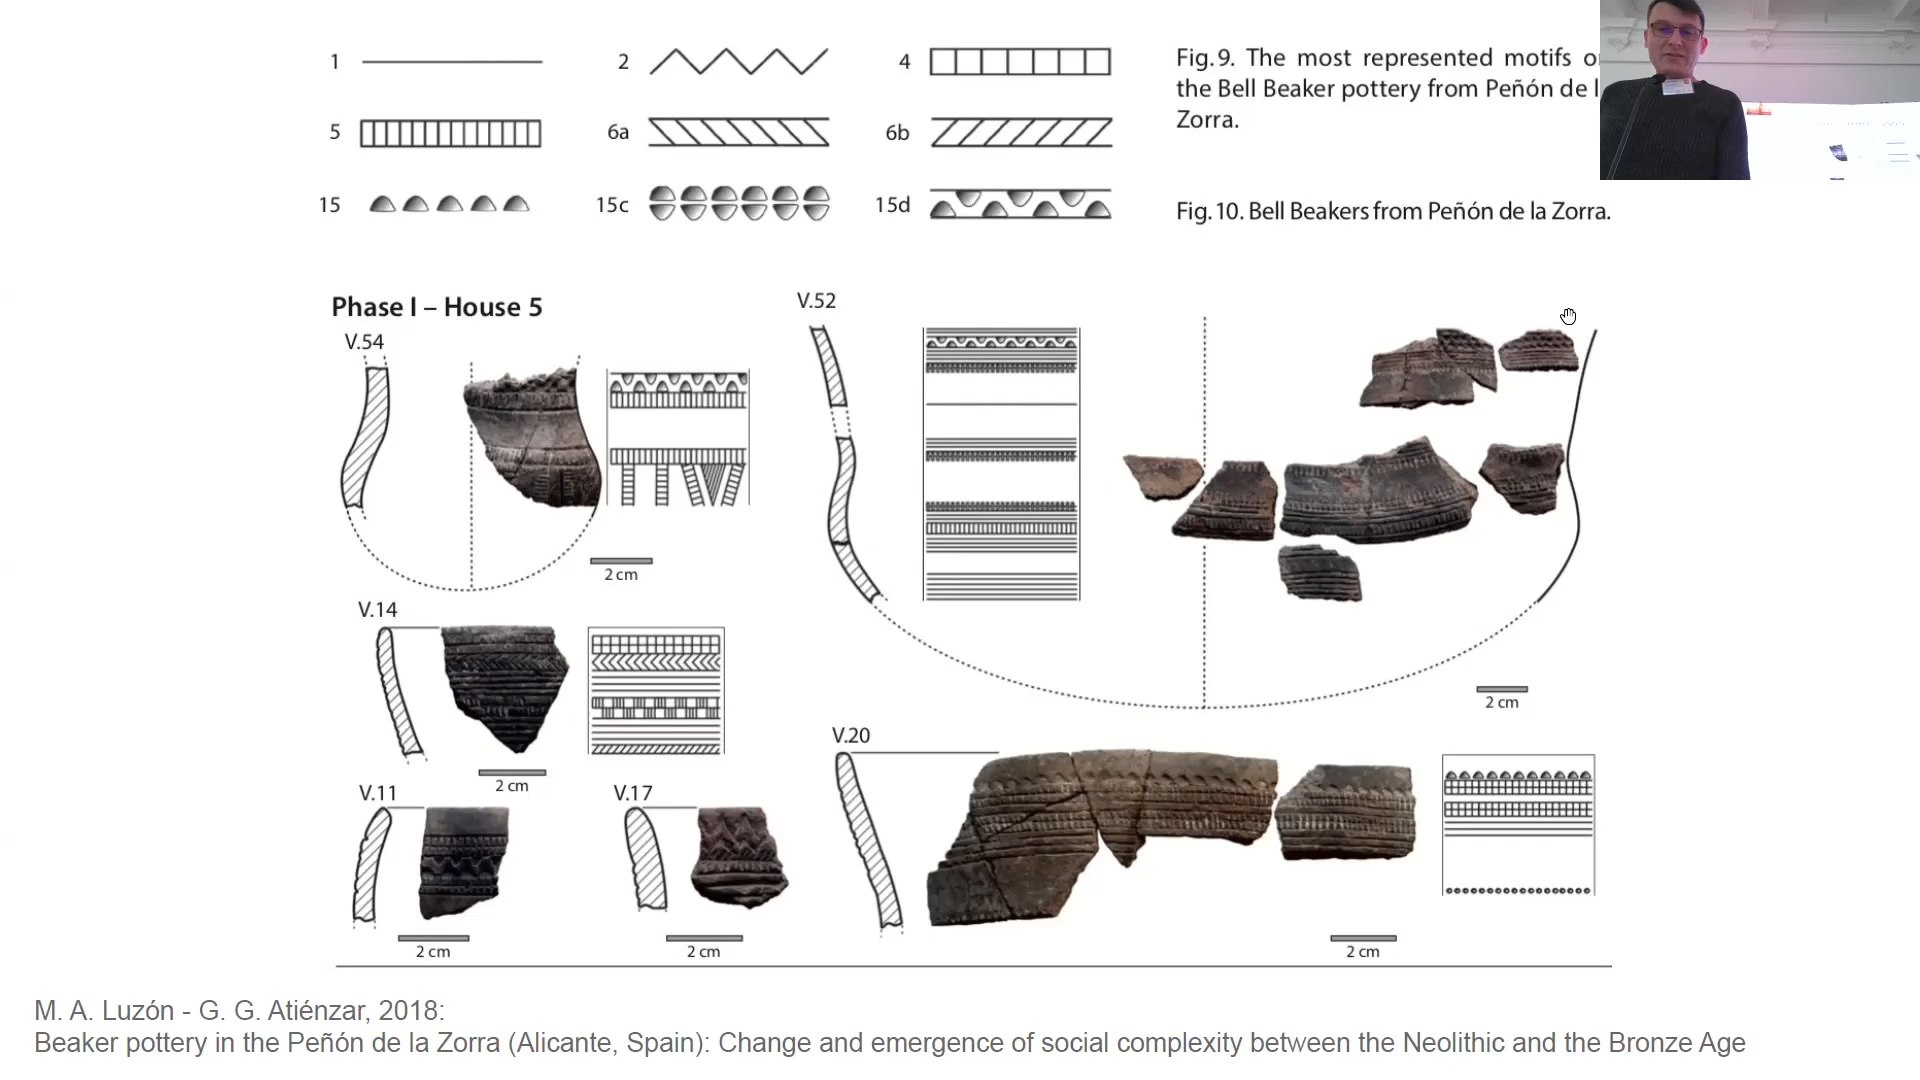 1
2
4
Fig.9. The most represented motifs
the Bell Beaker pottery from Peñón de
Zorra.
5
6a
6b
15
15c
15d
Fig.10. Bell Beakers from Peñón de la Zorra.
Phase I – House 5
V.54
V.52
2 cm
V.14
2 cm
2 cm
V.20
V.11
V.17
2 cm
2 cm
2 cm
M. A. Luzón - G. G. Atiénzar, 2018:
Beaker pottery in the Peñón de la Zorra (Alicante, Spain): Change and emergence of social complexity between the Neolithic and the Bronze Age